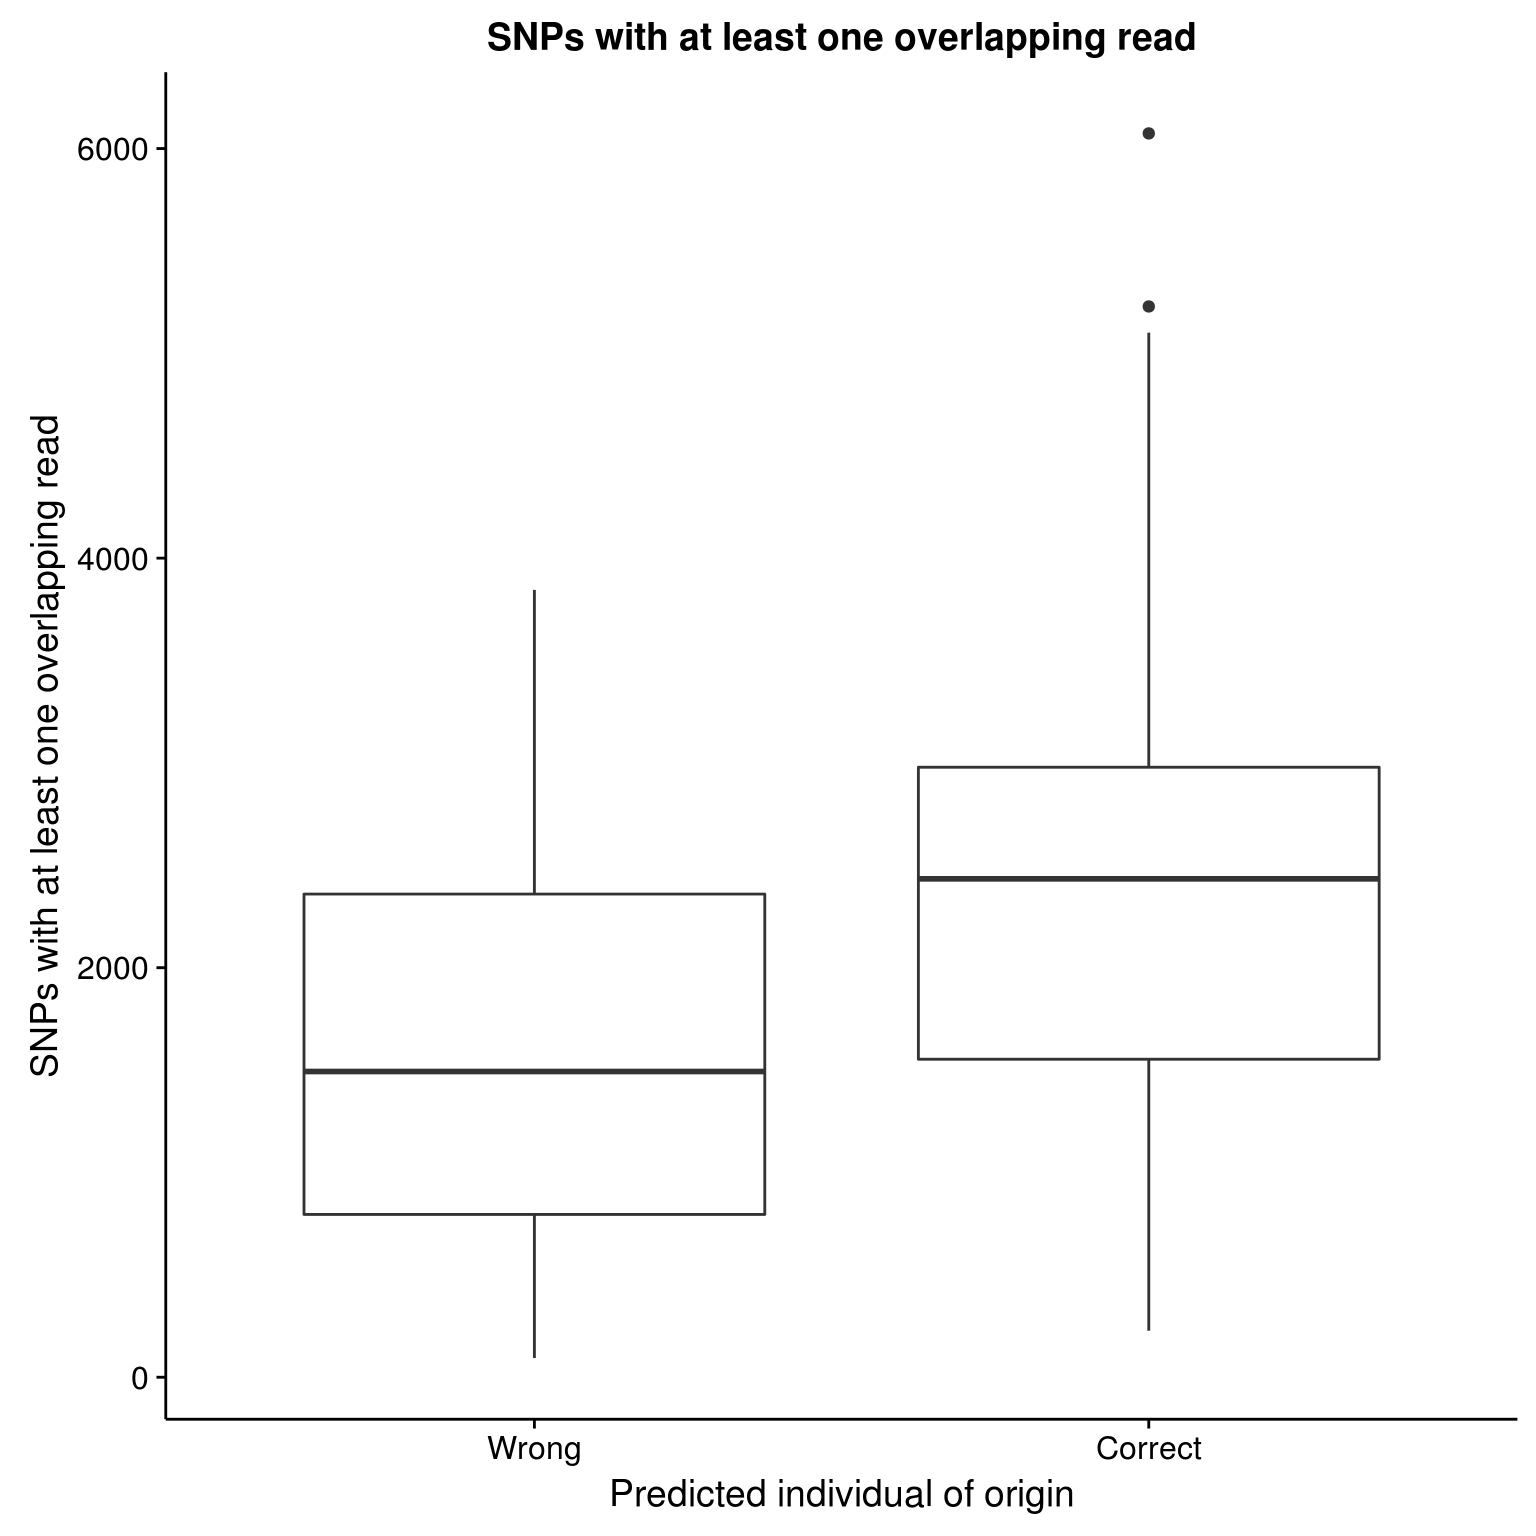 SNPs with at least one overlapping read
SNPs with at least one overlapping read
6000
4000
2000
0
Wrong
Correct
Predicted individual of origin